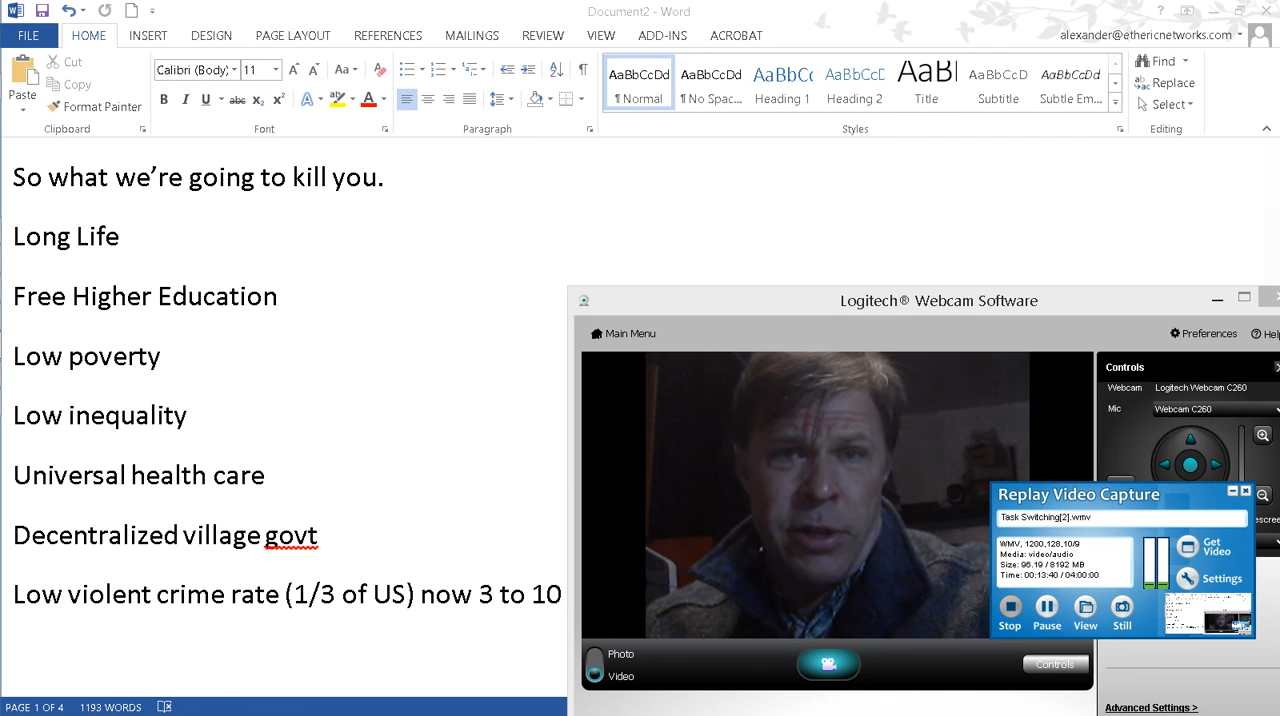 Document2 - Word
FILE HOME INSERT DESIGN PAGE LAYOUT REFERENCES MAILINGS REVIEW VIEW ADD-INS ACROBAT
alexander@ethericnetworks.com
Paste
Cut
Copy
Format Painter
Clipboard
Calibri (Body) 11
Font
Paragraph
AaBbCcDd AaBbCcDd AaBbCc AaBbCcD AaBl AaBbCcD AaBbCcDd
¶ Normal ¶ No Spac... Heading 1 Heading 2 Title Subtitle Subtle Em...
Styles
Find
Replace
Select
Editing
So what we’re going to kill you.
Long Life
Free Higher Education
Low poverty
Low inequality
Universal health care
Decentralized village govt
Low violent crime rate (1/3 of US) now 3 to 10
Logitech® Webcam Software
Main Menu
Preferences
Help
Controls
Webcam Logitech Webcam C260
Mic Webcam C260
Replay Video Capture
Task Switching[2].wmv
WMV, 1200,128,10/9
Media: video/audio
Size: 96.19 / 8192 MB
Time: 00:13:40 / 04:00:00
Get Video
Settings
Stop Pause View Still
Photo
Video
Controls
Advanced Settings >
PAGE 1 OF 4 1193 WORDS